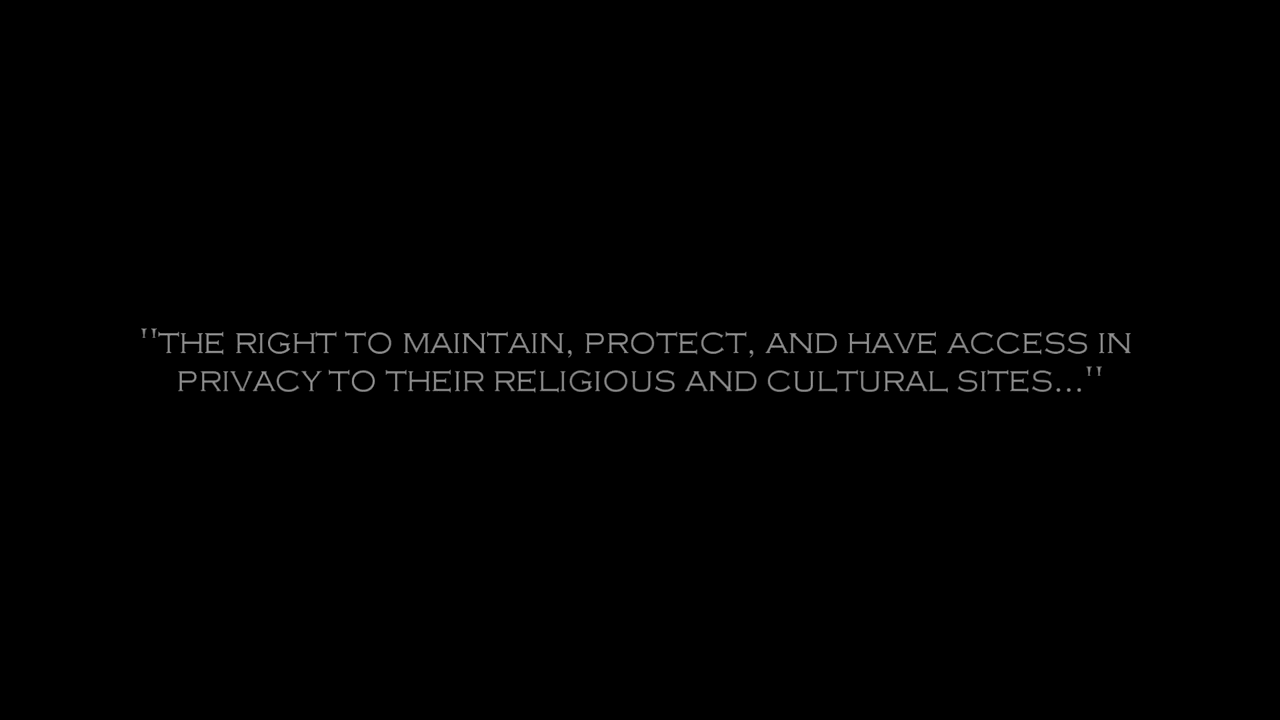 "THE RIGHT TO MAINTAIN, PROTECT, AND HAVE ACCESS IN
PRIVACY TO THEIR RELIGIOUS AND CULTURAL SITES..."